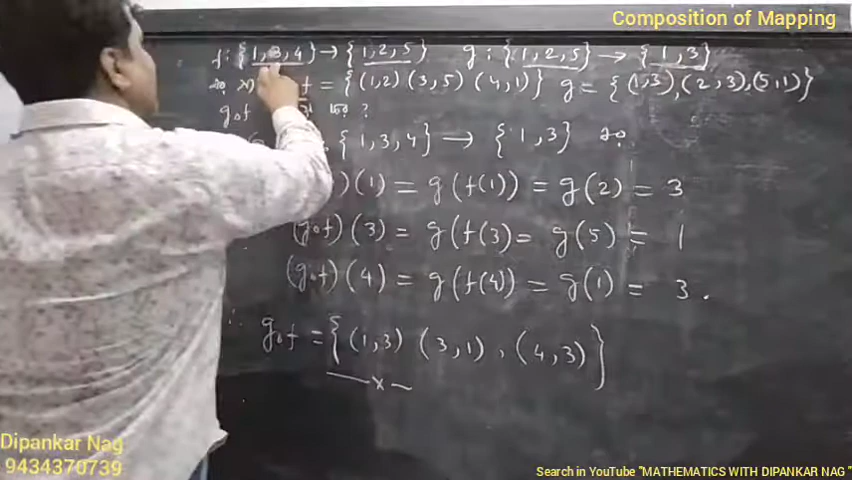 Composition of Mapping
f: {1,3,4} → {1,2,5} g: {1,2,5} → {1,3}
f = {(1,2) (3,5) (4,1)} g = {(1,3),(2,3),(5,1)}
gof ?
{1,3,4} → {1,3}
)(1) = g(f(1)) = g(2) = 3
(gof)(3) = g(f(3) = g(5) = 1
(gof)(4) = g(f(4)) = g(1) = 3.
∴ gof = {(1,3) (3,1), (4,3)}
—x—
Dipankar Nag
9434370739
Search in YouTube "MATHEMATICS WITH DIPANKAR NAG"